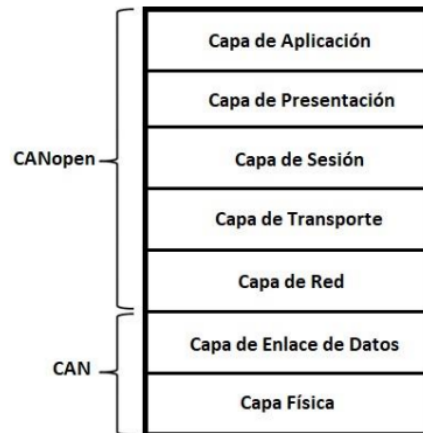 Capa de Aplicación
Capa de Presentación
CANopen
Capa de Sesión
Capa de Transporte
Capa de Red
Capa de Enlace de Datos
CAN
Capa Física